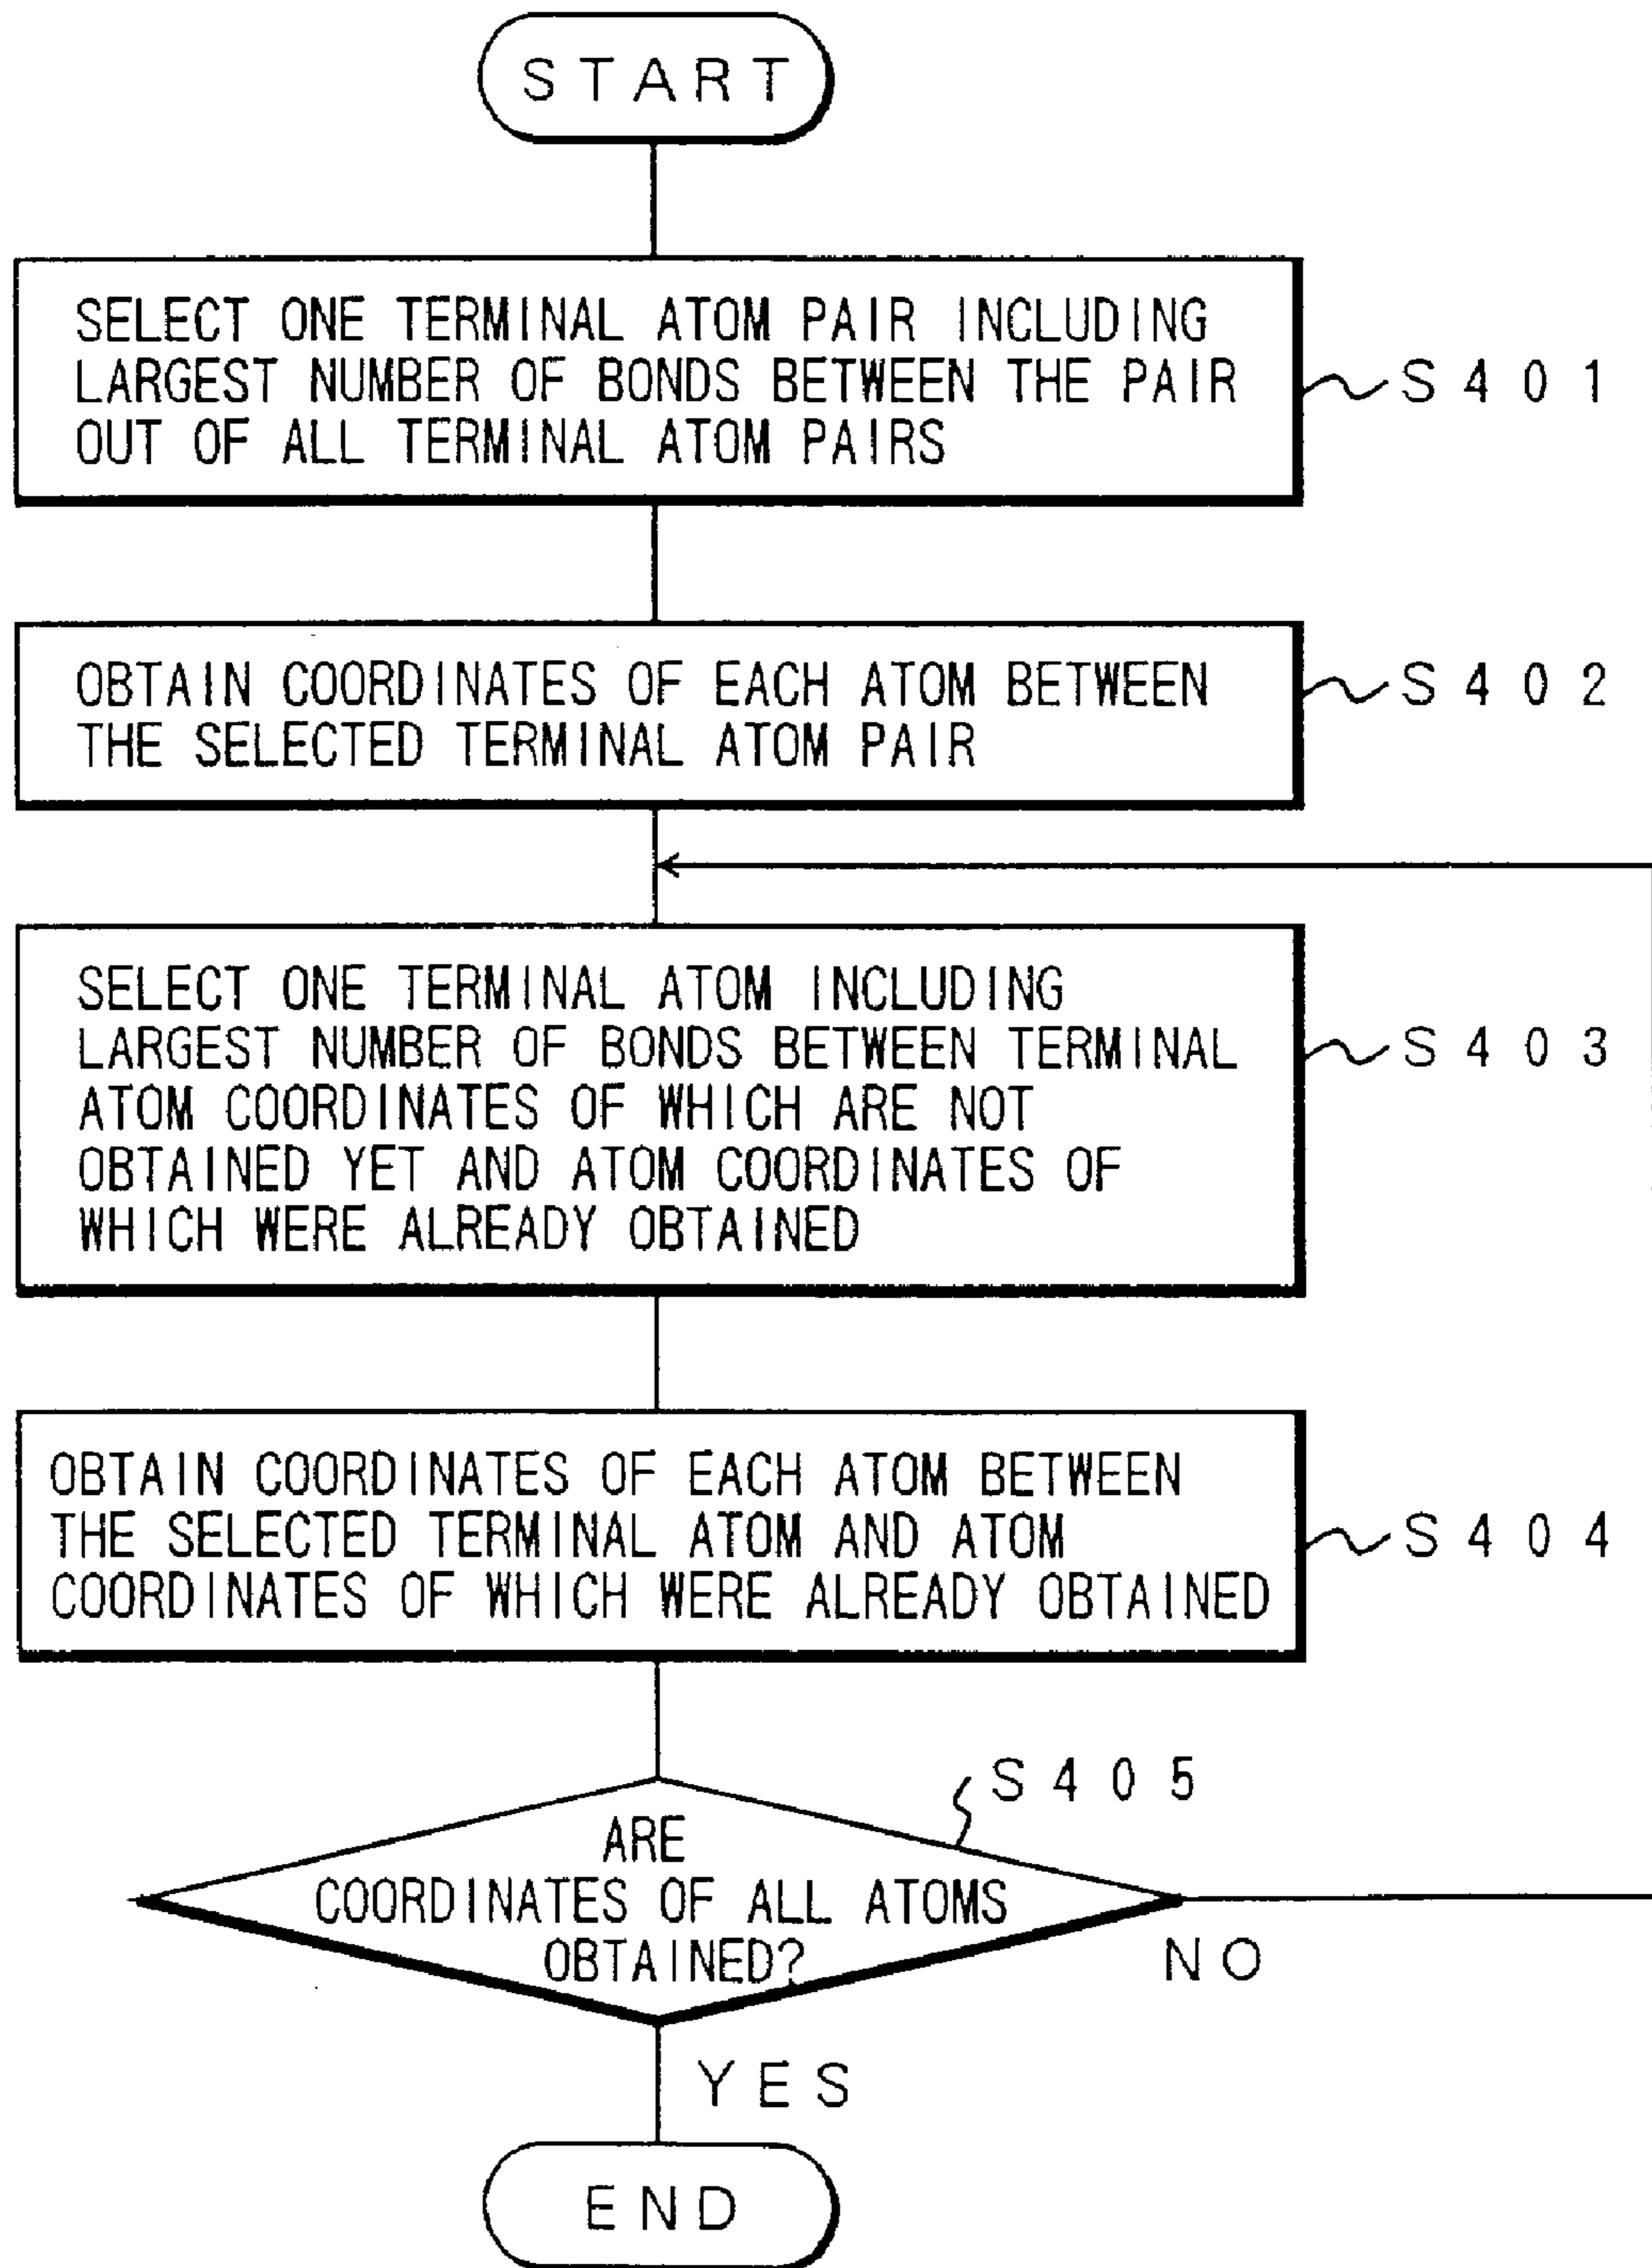 START
SELECT ONE TERMINAL ATOM PAIR INCLUDING
LARGEST NUMBER OF BONDS BETWEEN THE PAIR
OUT OF ALL TERMINAL ATOM PAIRS
S401
OBTAIN COORDINATES OF EACH ATOM BETWEEN
THE SELECTED TERMINAL ATOM PAIR
S402
SELECT ONE TERMINAL ATOM INCLUDING
LARGEST NUMBER OF BONDS BETWEEN TERMINAL
ATOM COORDINATES OF WHICH ARE NOT
OBTAINED YET AND ATOM COORDINATES OF
WHICH WERE ALREADY OBTAINED
S403
OBTAIN COORDINATES OF EACH ATOM BETWEEN
THE SELECTED TERMINAL ATOM AND ATOM
COORDINATES OF WHICH WERE ALREADY OBTAINED
S404
S405
ARE
COORDINATES OF ALL ATOMS
OBTAINED?
NO
YES
END